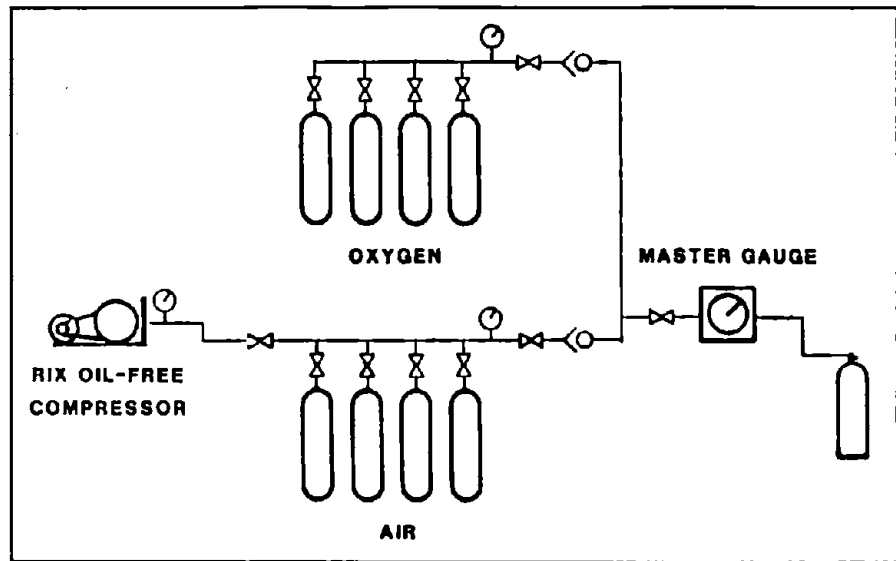 OXYGEN
MASTER GAUGE
RIX OIL-FREE
COMPRESSOR
AIR